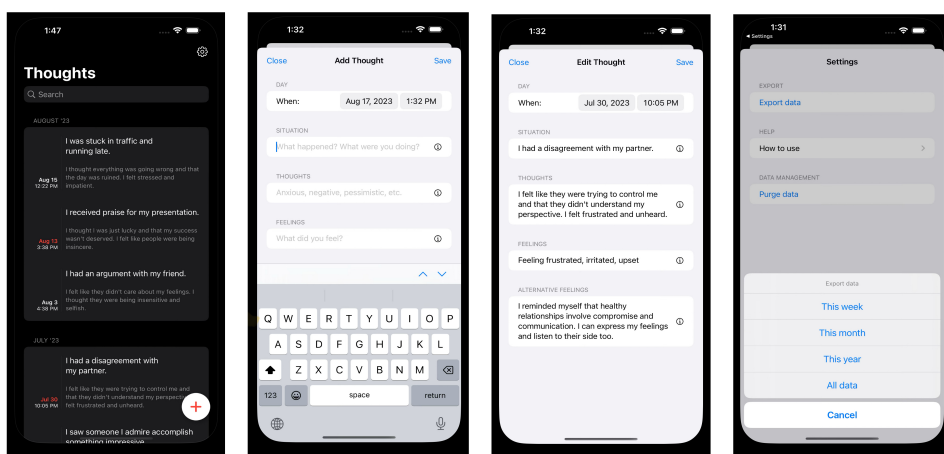 1:47
Thoughts
Search
AUGUST '23
I was stuck in traffic and
running late.
I thought everything was going wrong and that
the day was ruined. I felt stressed and
impatient.
Aug 15
12:22 PM
I received praise for my presentation.
I thought I was just lucky and that my success
wasn't deserved. I felt like people were being
insincere.
Aug 13
3:38 PM
I had an argument with my friend.
I felt like they didn't care about my feelings. I
thought they were being insensitive and
selfish.
Aug 3
4:38 PM
JULY '23
I had a disagreement with
my partner.
I felt like they were trying to control me and
that they didn't understand my perspecti
felt frustrated and unheard.
Jul 30
10:05 PM
I saw someone I admire accomplish
something impressive
1:32
Close
Add Thought
Save
DAY
When:
Aug 17, 2023
1:32 PM
SITUATION
What happened? What were you doing?
THOUGHTS
Anxious, negative, pessimistic, etc.
FEELINGS
What did you feel?
Q W E R T Y U I O P
A S D F G H J K L
Z X C V B N M
123
space
return
1:32
Close
Edit Thought
Save
DAY
When:
Jul 30, 2023
10:05 PM
SITUATION
I had a disagreement with my partner.
THOUGHTS
I felt like they were trying to control me
and that they didn't understand my
perspective. I felt frustrated and unheard.
FEELINGS
Feeling frustrated, irritated, upset
ALTERNATIVE FEELINGS
I reminded myself that healthy
relationships involve compromise and
communication. I can express my feelings
and listen to their side too.
1:31
Settings
Settings
EXPORT
Export data
HELP
How to use
DATA MANAGEMENT
Purge data
Export data
This week
This month
This year
All data
Cancel